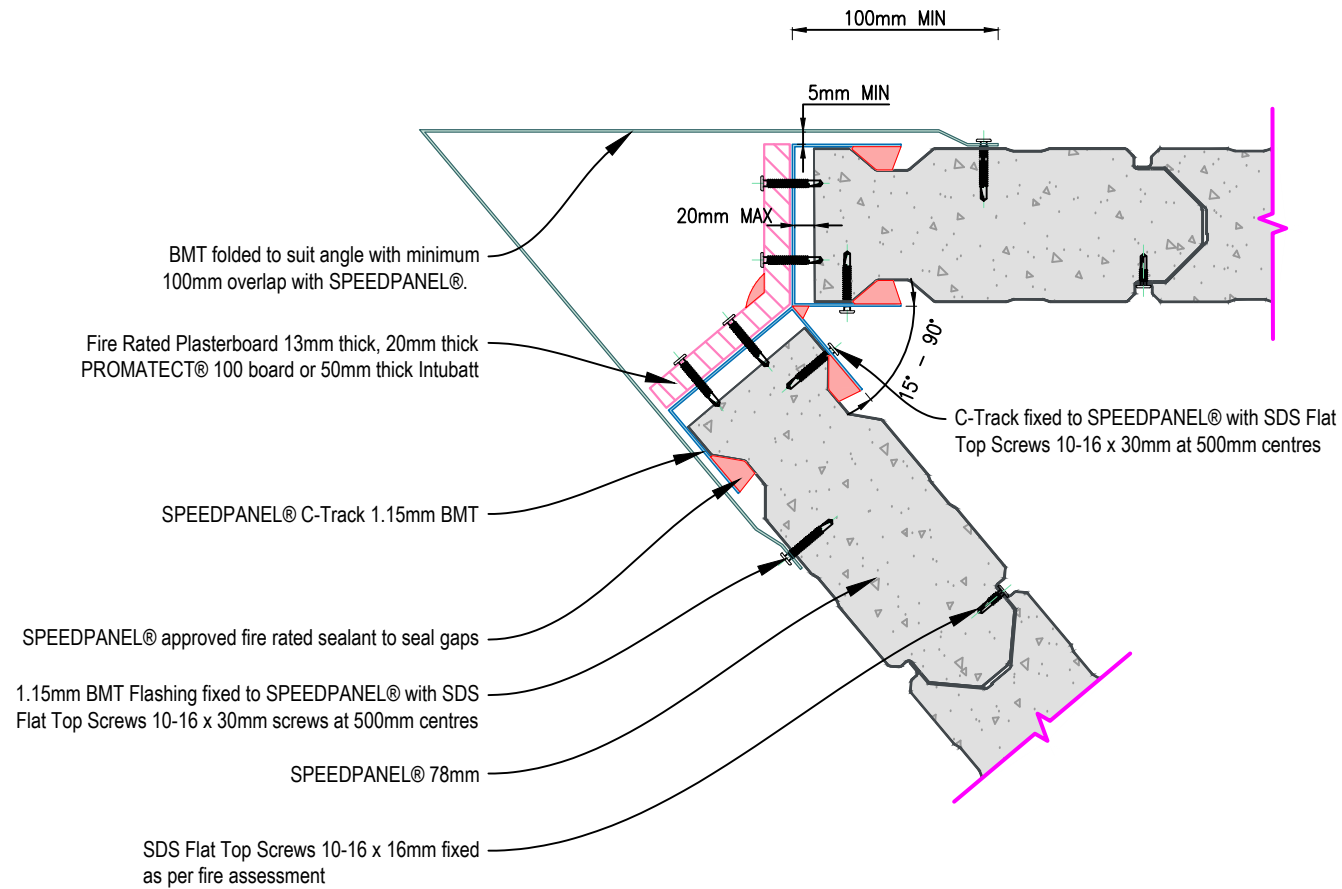 100mm MIN
5mm MIN
20mm MAX
BMT folded to suit angle with minimum
100mm overlap with SPEEDPANEL®.
Fire Rated Plasterboard 13mm thick, 20mm thick
PROMATECT® 100 board or 50mm thick Intubatt
15° - 90°
C-Track fixed to SPEEDPANEL® with SDS Flat
Top Screws 10-16 x 30mm at 500mm centres
SPEEDPANEL® C-Track 1.15mm BMT
SPEEDPANEL® approved fire rated sealant to seal gaps
1.15mm BMT Flashing fixed to SPEEDPANEL® with SDS
Flat Top Screws 10-16 x 30mm screws at 500mm centres
SPEEDPANEL® 78mm
SDS Flat Top Screws 10-16 x 16mm fixed
as per fire assessment